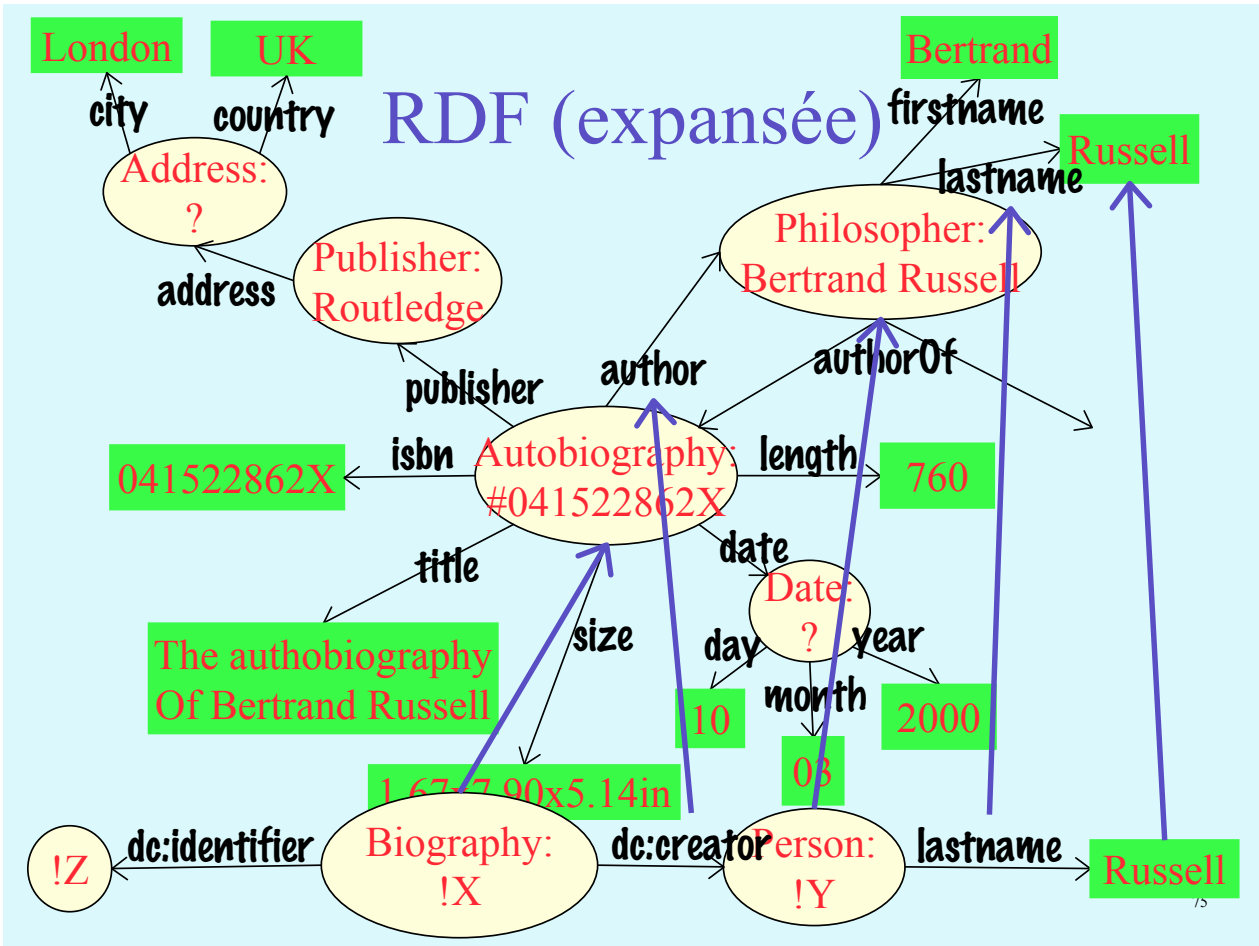 London
UK
Bertrand
RDF (expansée)
city
country
firstname
Russell
lastname
Address:
?
Philosopher:
Bertrand Russell
Publisher:
Routledge
address
author
authorOf
publisher
isbn
Autobiography:
#041522862X
length
041522862X
760
date
title
Date:
?
size
day
year
month
The authobiography
Of Bertrand Russell
10
2000
03
1.67x7.90x5.14in
!Z
dc:identifier
Biography:
!X
dc:creator
Person:
!Y
lastname
Russell
75